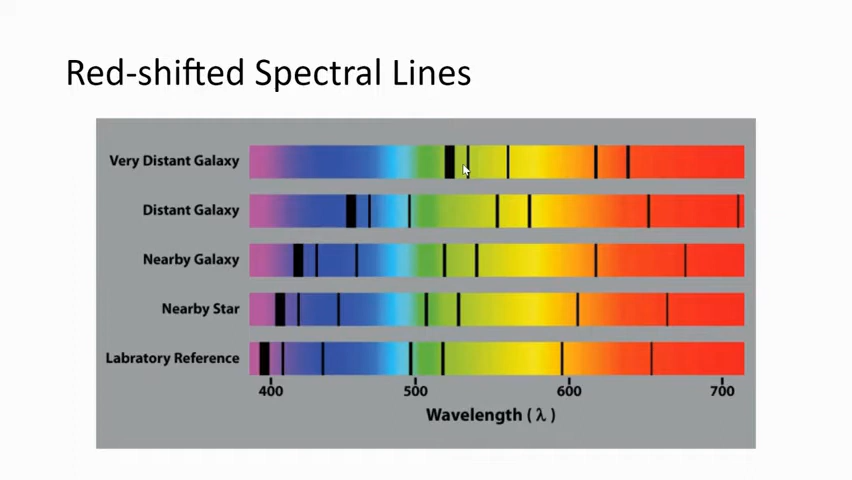 Red-shifted Spectral Lines
Very Distant Galaxy
Distant Galaxy
Nearby Galaxy
Nearby Star
Labratory Reference
400 500 600 700
Wavelength ( λ )